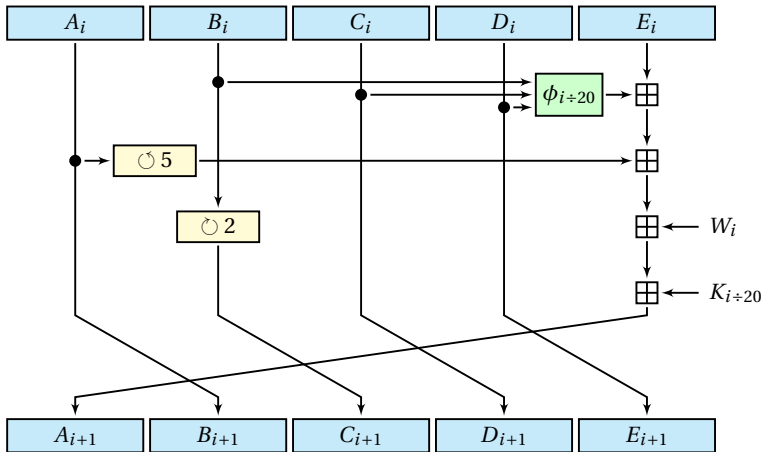 A_i B_i C_i D_i E_i
ϕ_{i÷20}
↺ 5
↻ 2
W_i
K_{i÷20}
A_{i+1} B_{i+1} C_{i+1} D_{i+1} E_{i+1}